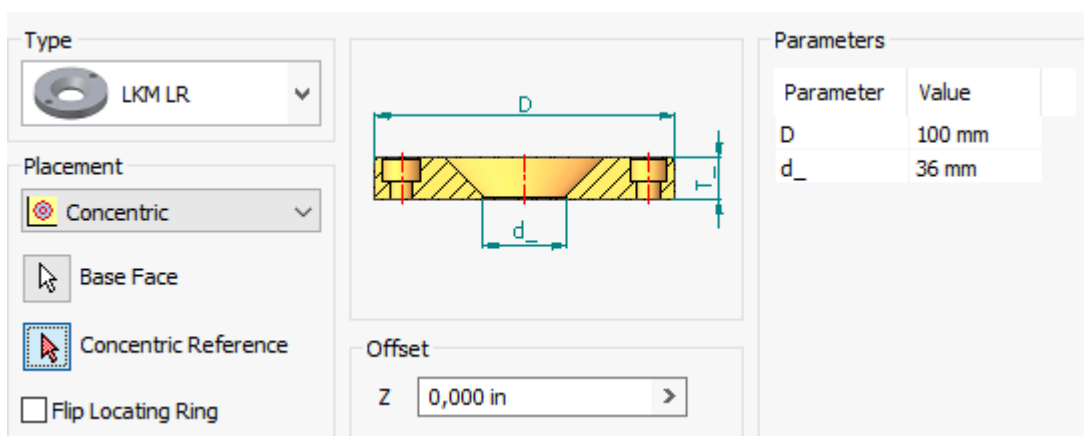 Type
LKM LR
Placement
Concentric
Base Face
Concentric Reference
Flip Locating Ring
D
T_
d_
Offset
Z 0,000 in
Parameters
Parameter Value
D 100 mm
d_ 36 mm